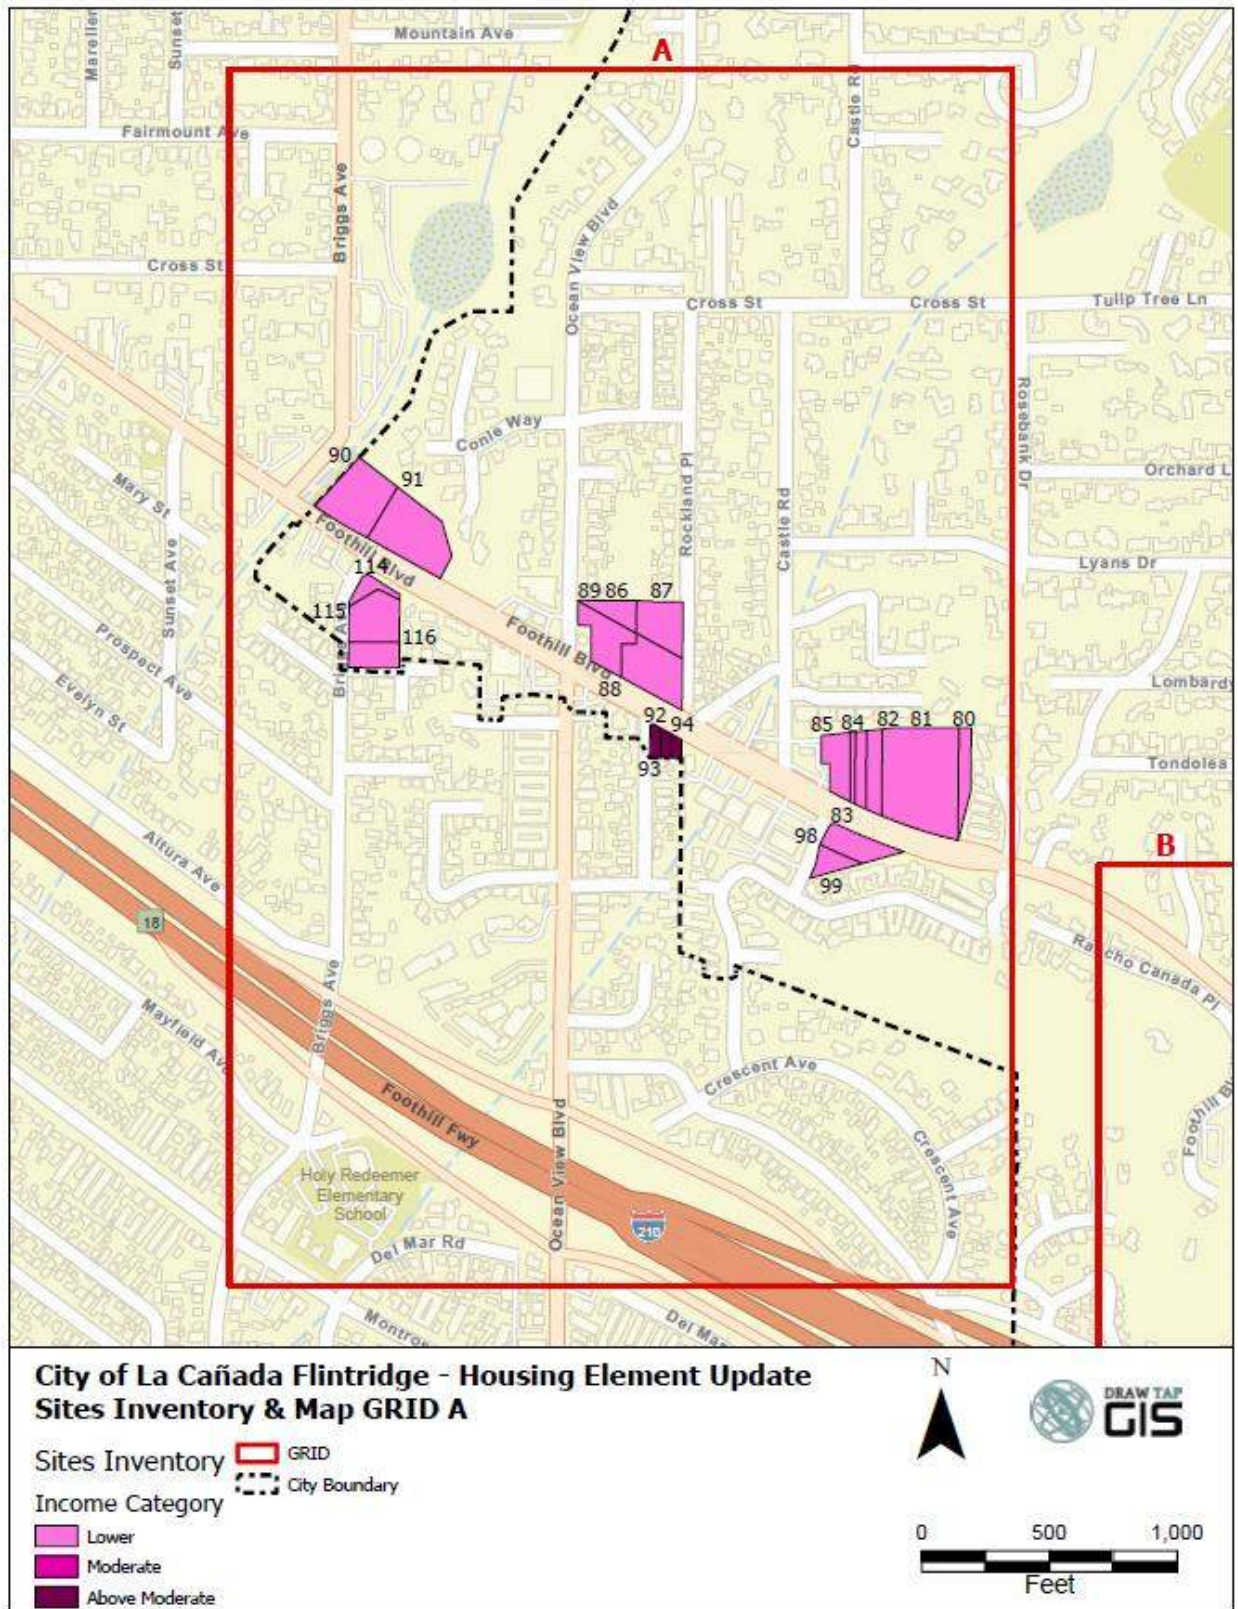 Mountain Ave
A
Sunset
Castle Rd
Fairmount Ave
Briggs Ave
Ocean View Blvd
Cross St
Cross St
Cross St
Tulip Tree Ln
Rosebank Dr
Conie Way
90
91
Rockland Pl
Castle Rd
Orchard L
Mary St
Foothill Blvd
Sunset Ave
114
Lyans Dr
89 86 87
115
116
Foothill Blvd
Prospect Ave
Evelyn St
88
Lombardy
92 94
93
85 84 82 81 80
Tondolea
83
98
99
B
Altura Ave
18
Rancho Canada Pl
Briggs Ave
Mayfield Ave
Crescent Ave
Foothill Fwy
Ocean View Blvd
Crescent Ave
Holy Redeemer
Elementary
School
210
Del Mar Rd
City of La Cañada Flintridge - Housing Element Update
Sites Inventory & Map GRID A
Sites Inventory
GRID
City Boundary
Income Category
Lower
Moderate
Above Moderate
N
DRAW TAP
GIS
0 500 1,000
Feet